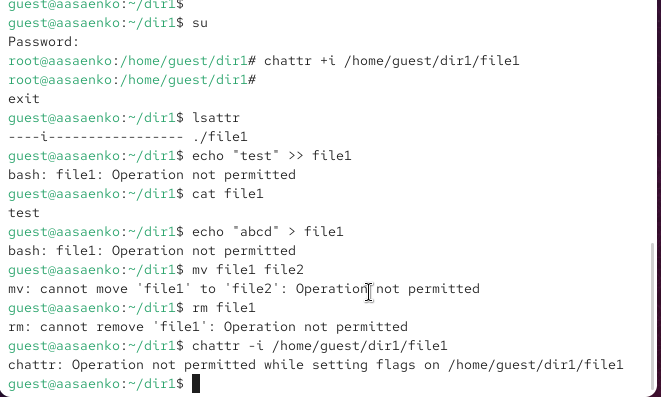 guest@aasaenko:~/dir1$
guest@aasaenko:~/dir1$ su
Password:
root@aasaenko:/home/guest/dir1# chattr +i /home/guest/dir1/file1
root@aasaenko:/home/guest/dir1#
exit
guest@aasaenko:~/dir1$ lsattr
----i----------------- ./file1
guest@aasaenko:~/dir1$ echo "test" >> file1
bash: file1: Operation not permitted
guest@aasaenko:~/dir1$ cat file1
test
guest@aasaenko:~/dir1$ echo "abcd" > file1
bash: file1: Operation not permitted
guest@aasaenko:~/dir1$ mv file1 file2
mv: cannot move 'file1' to 'file2': Operation not permitted
guest@aasaenko:~/dir1$ rm file1
rm: cannot remove 'file1': Operation not permitted
guest@aasaenko:~/dir1$ chattr -i /home/guest/dir1/file1
chattr: Operation not permitted while setting flags on /home/guest/dir1/file1
guest@aasaenko:~/dir1$